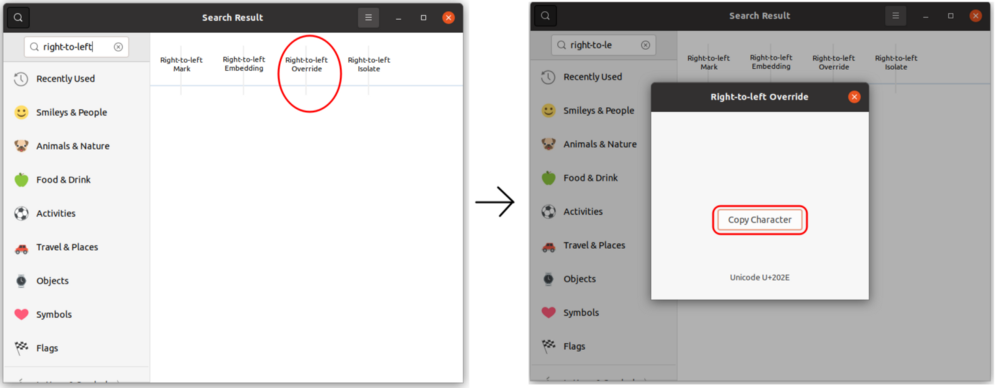 Search Result
right-to-left
Recently Used
Smileys & People
Animals & Nature
Food & Drink
Activities
Travel & Places
Objects
Symbols
Flags
Right-to-left
Mark
Right-to-left
Embedding
Right-to-left
Override
Right-to-left
Isolate
Search Result
right-to-le
Recently Used
Smileys & People
Animals & Nature
Food & Drink
Activities
Travel & Places
Objects
Symbols
Flags
Right-to-left
Mark
Right-to-left
Embedding
Right-to-left
Override
Right-to-left
Isolate
Right-to-left Override
Copy Character
Unicode U+202E